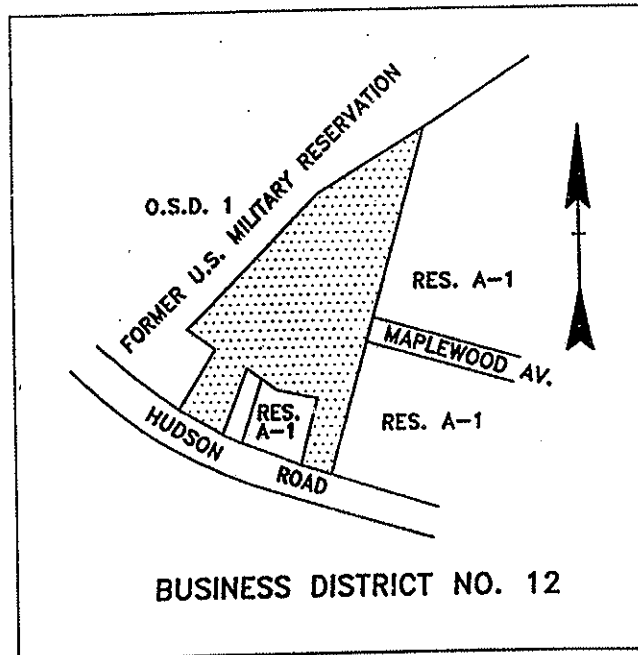 FORMER U.S. MILITARY RESERVATION
O.S.D. 1
RES. A-1
MAPLEWOOD AV.
RES. A-1
RES.
A-1
HUDSON ROAD
BUSINESS DISTRICT NO. 12